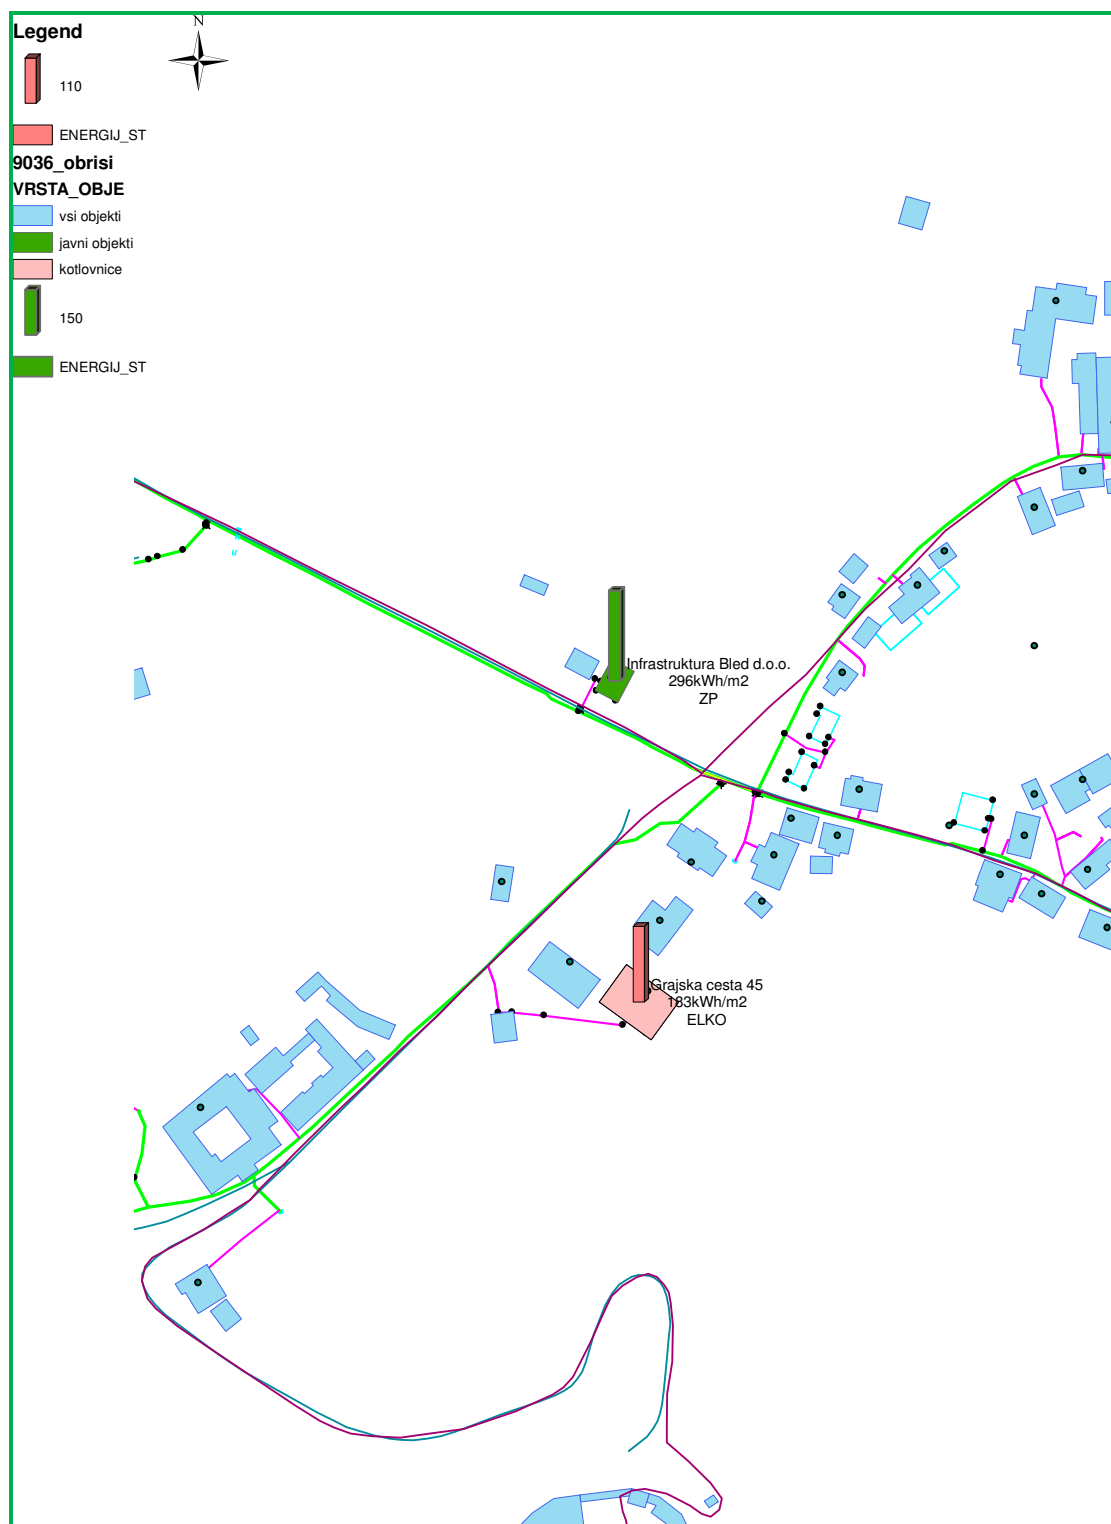 Legend
N
110
ENERGIJ_ST
9036_obrisi
VRSTA_OBJE
vsi objekti
javni objekti
kotlovnice
150
ENERGIJ_ST
Infrastruktura Bled d.o.o.
296kWh/m2
ZP
Grajska cesta 45
183kWh/m2
ELKO